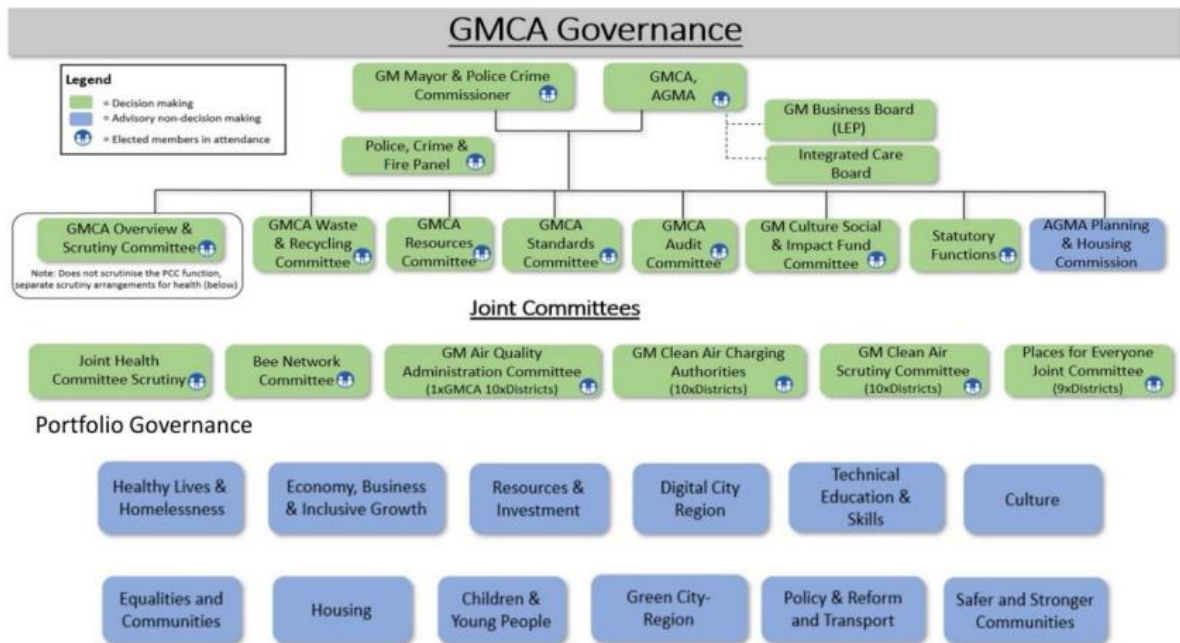 GMCA Governance
Legend
= Decision making
= Advisory non-decision making
= Elected members in attendance
GM Mayor & Police Crime
Commissioner
GMCA,
AGMA
GM Business Board
(LEP)
Police, Crime &
Fire Panel
Integrated Care
Board
GMCA Overview &
Scrutiny Committee
Note: Does not scrutinise the PCC function,
separate scrutiny arrangements for health (below)
GMCA Waste
& Recycling
Committee
GMCA
Resources
Committee
GMCA
Standards
Committee
GMCA
Audit
Committee
GM Culture Social
& Impact Fund
Committee
Statutory
Functions
AGMA Planning
& Housing
Commission
Joint Committees
Joint Health
Committee Scrutiny
Bee Network
Committee
GM Air Quality
Administration Committee
(1xGMCA 10xDistricts)
GM Clean Air Charging
Authorities
(10xDistricts)
GM Clean Air
Scrutiny Committee
(10xDistricts)
Places for Everyone
Joint Committee
(9xDistricts)
Portfolio Governance
Healthy Lives &
Homelessness
Economy, Business
& Inclusive Growth
Resources &
Investment
Digital City
Region
Technical
Education &
Skills
Culture
Equalities and
Communities
Housing
Children &
Young People
Green City-
Region
Policy & Reform
and Transport
Safer and Stronger
Communities